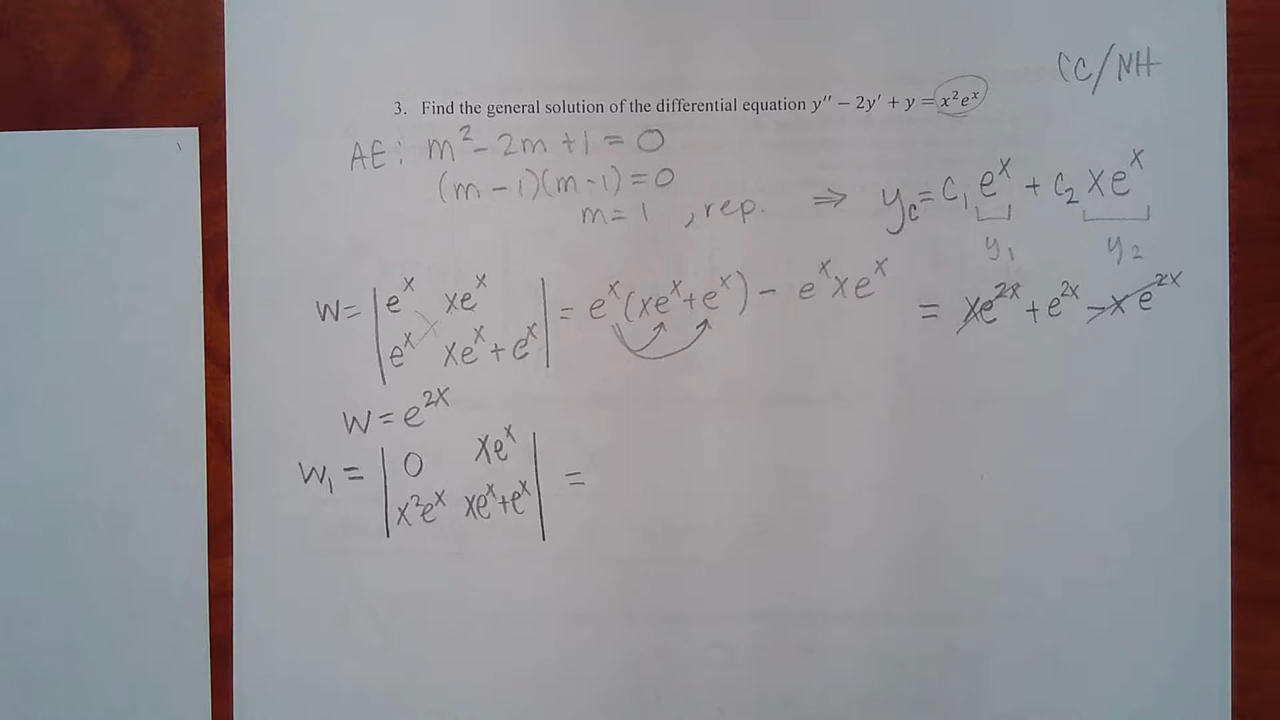 CC/NH
3. Find the general solution of the differential equation y′′ − 2y′ + y = x²eˣ
AE: m² - 2m + 1 = 0
(m - 1)(m - 1) = 0
m = 1, rep. ⇒ y_c = c₁eˣ + c₂xeˣ
y₁ y₂
W = | eˣ xeˣ | = eˣ(xeˣ + eˣ) - eˣxeˣ = xe²ˣ + e²ˣ - xe²ˣ
| eˣ xeˣ + eˣ |
W = e²ˣ
W₁ = | 0 xeˣ | =
| x²eˣ xeˣ + eˣ |